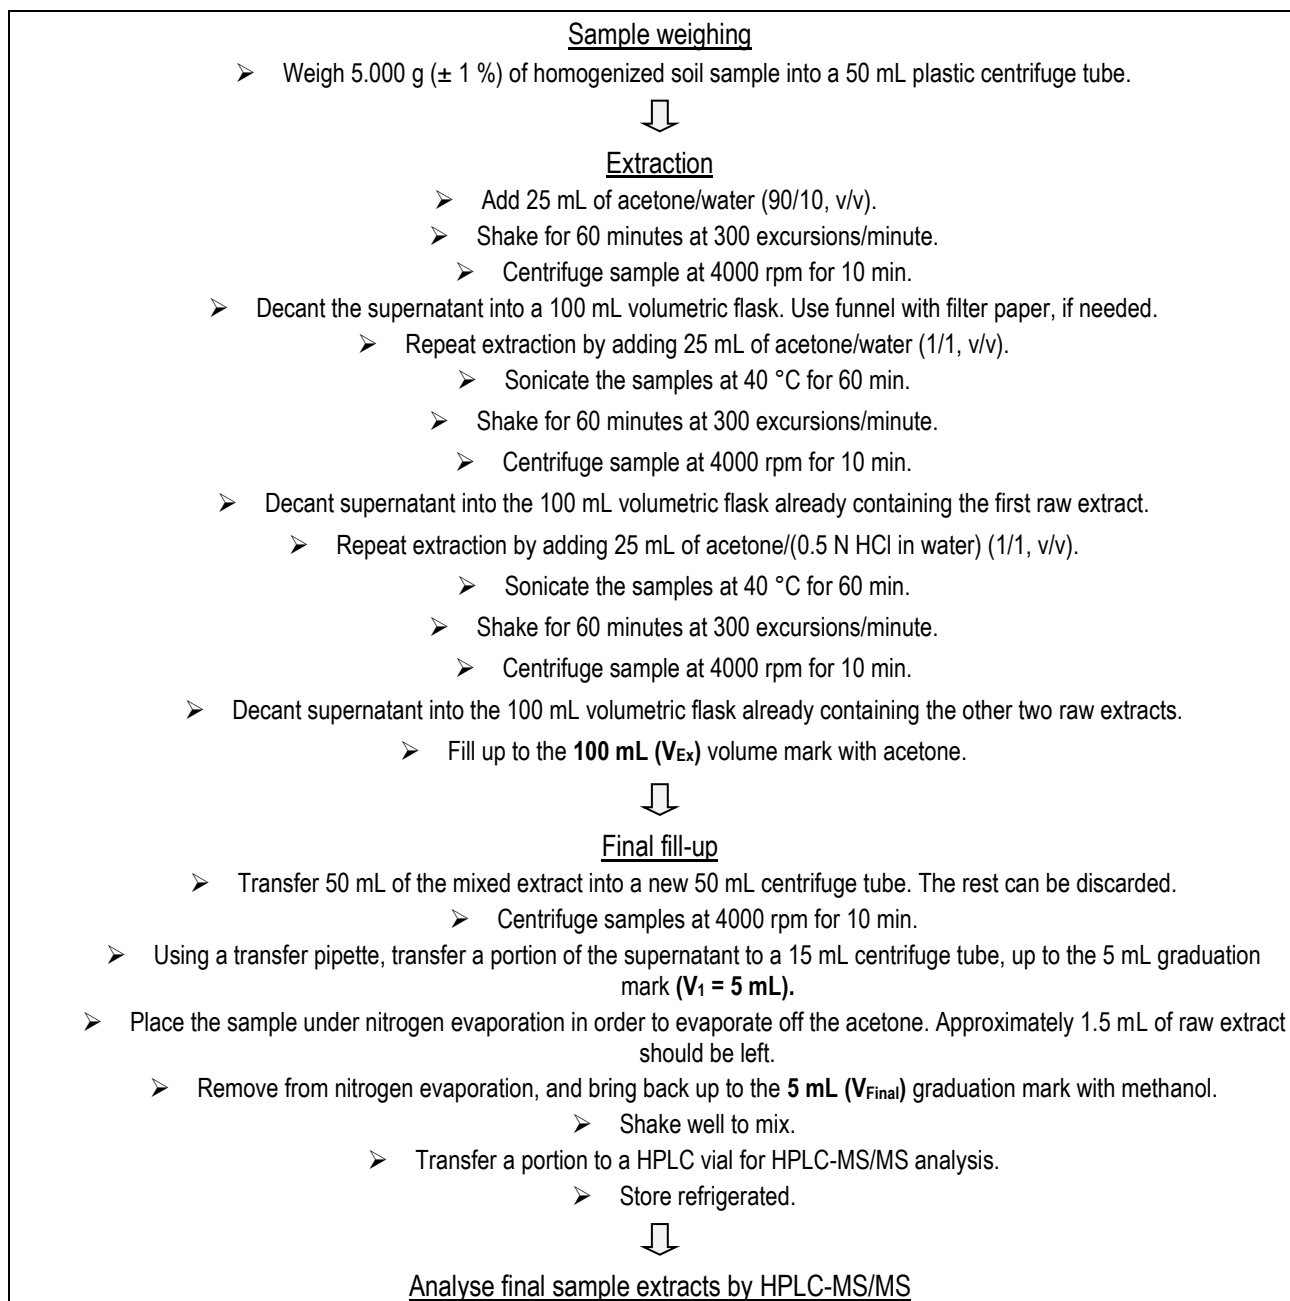 Sample weighing
➢ Weigh 5.000 g (± 1 %) of homogenized soil sample into a 50 mL plastic centrifuge tube.
Extraction
➢ Add 25 mL of acetone/water (90/10, v/v).
➢ Shake for 60 minutes at 300 excursions/minute.
➢ Centrifuge sample at 4000 rpm for 10 min.
➢ Decant the supernatant into a 100 mL volumetric flask. Use funnel with filter paper, if needed.
➢ Repeat extraction by adding 25 mL of acetone/water (1/1, v/v).
➢ Sonicate the samples at 40 °C for 60 min.
➢ Shake for 60 minutes at 300 excursions/minute.
➢ Centrifuge sample at 4000 rpm for 10 min.
➢ Decant supernatant into the 100 mL volumetric flask already containing the first raw extract.
➢ Repeat extraction by adding 25 mL of acetone/(0.5 N HCl in water) (1/1, v/v).
➢ Sonicate the samples at 40 °C for 60 min.
➢ Shake for 60 minutes at 300 excursions/minute.
➢ Centrifuge sample at 4000 rpm for 10 min.
➢ Decant supernatant into the 100 mL volumetric flask already containing the other two raw extracts.
➢ Fill up to the 100 mL (VEx) volume mark with acetone.
Final fill-up
➢ Transfer 50 mL of the mixed extract into a new 50 mL centrifuge tube. The rest can be discarded.
➢ Centrifuge samples at 4000 rpm for 10 min.
➢ Using a transfer pipette, transfer a portion of the supernatant to a 15 mL centrifuge tube, up to the 5 mL graduation
mark (V1 = 5 mL).
➢ Place the sample under nitrogen evaporation in order to evaporate off the acetone. Approximately 1.5 mL of raw extract
should be left.
➢ Remove from nitrogen evaporation, and bring back up to the 5 mL (VFinal) graduation mark with methanol.
➢ Shake well to mix.
➢ Transfer a portion to a HPLC vial for HPLC-MS/MS analysis.
➢ Store refrigerated.
Analyse final sample extracts by HPLC-MS/MS